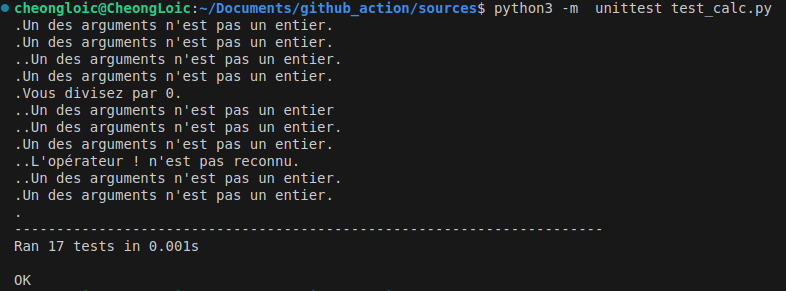 cheongloic@CheongLoic:~/Documents/github_action/sources$ python3 -m  unittest test_calc.py
.Un des arguments n'est pas un entier.
.Un des arguments n'est pas un entier.
..Un des arguments n'est pas un entier.
.Un des arguments n'est pas un entier.
.Vous divisez par 0.
..Un des arguments n'est pas un entier
..Un des arguments n'est pas un entier.
.Un des arguments n'est pas un entier.
..L'opérateur ! n'est pas reconnu.
..Un des arguments n'est pas un entier.
.Un des arguments n'est pas un entier.
.
----------------------------------------------------------------------
Ran 17 tests in 0.001s
OK